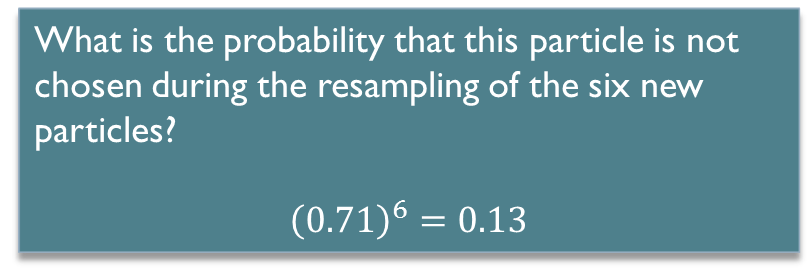 What is the probability that this particle is not
chosen during the resampling of the six new
particles?
(0.71)⁶ = 0.13